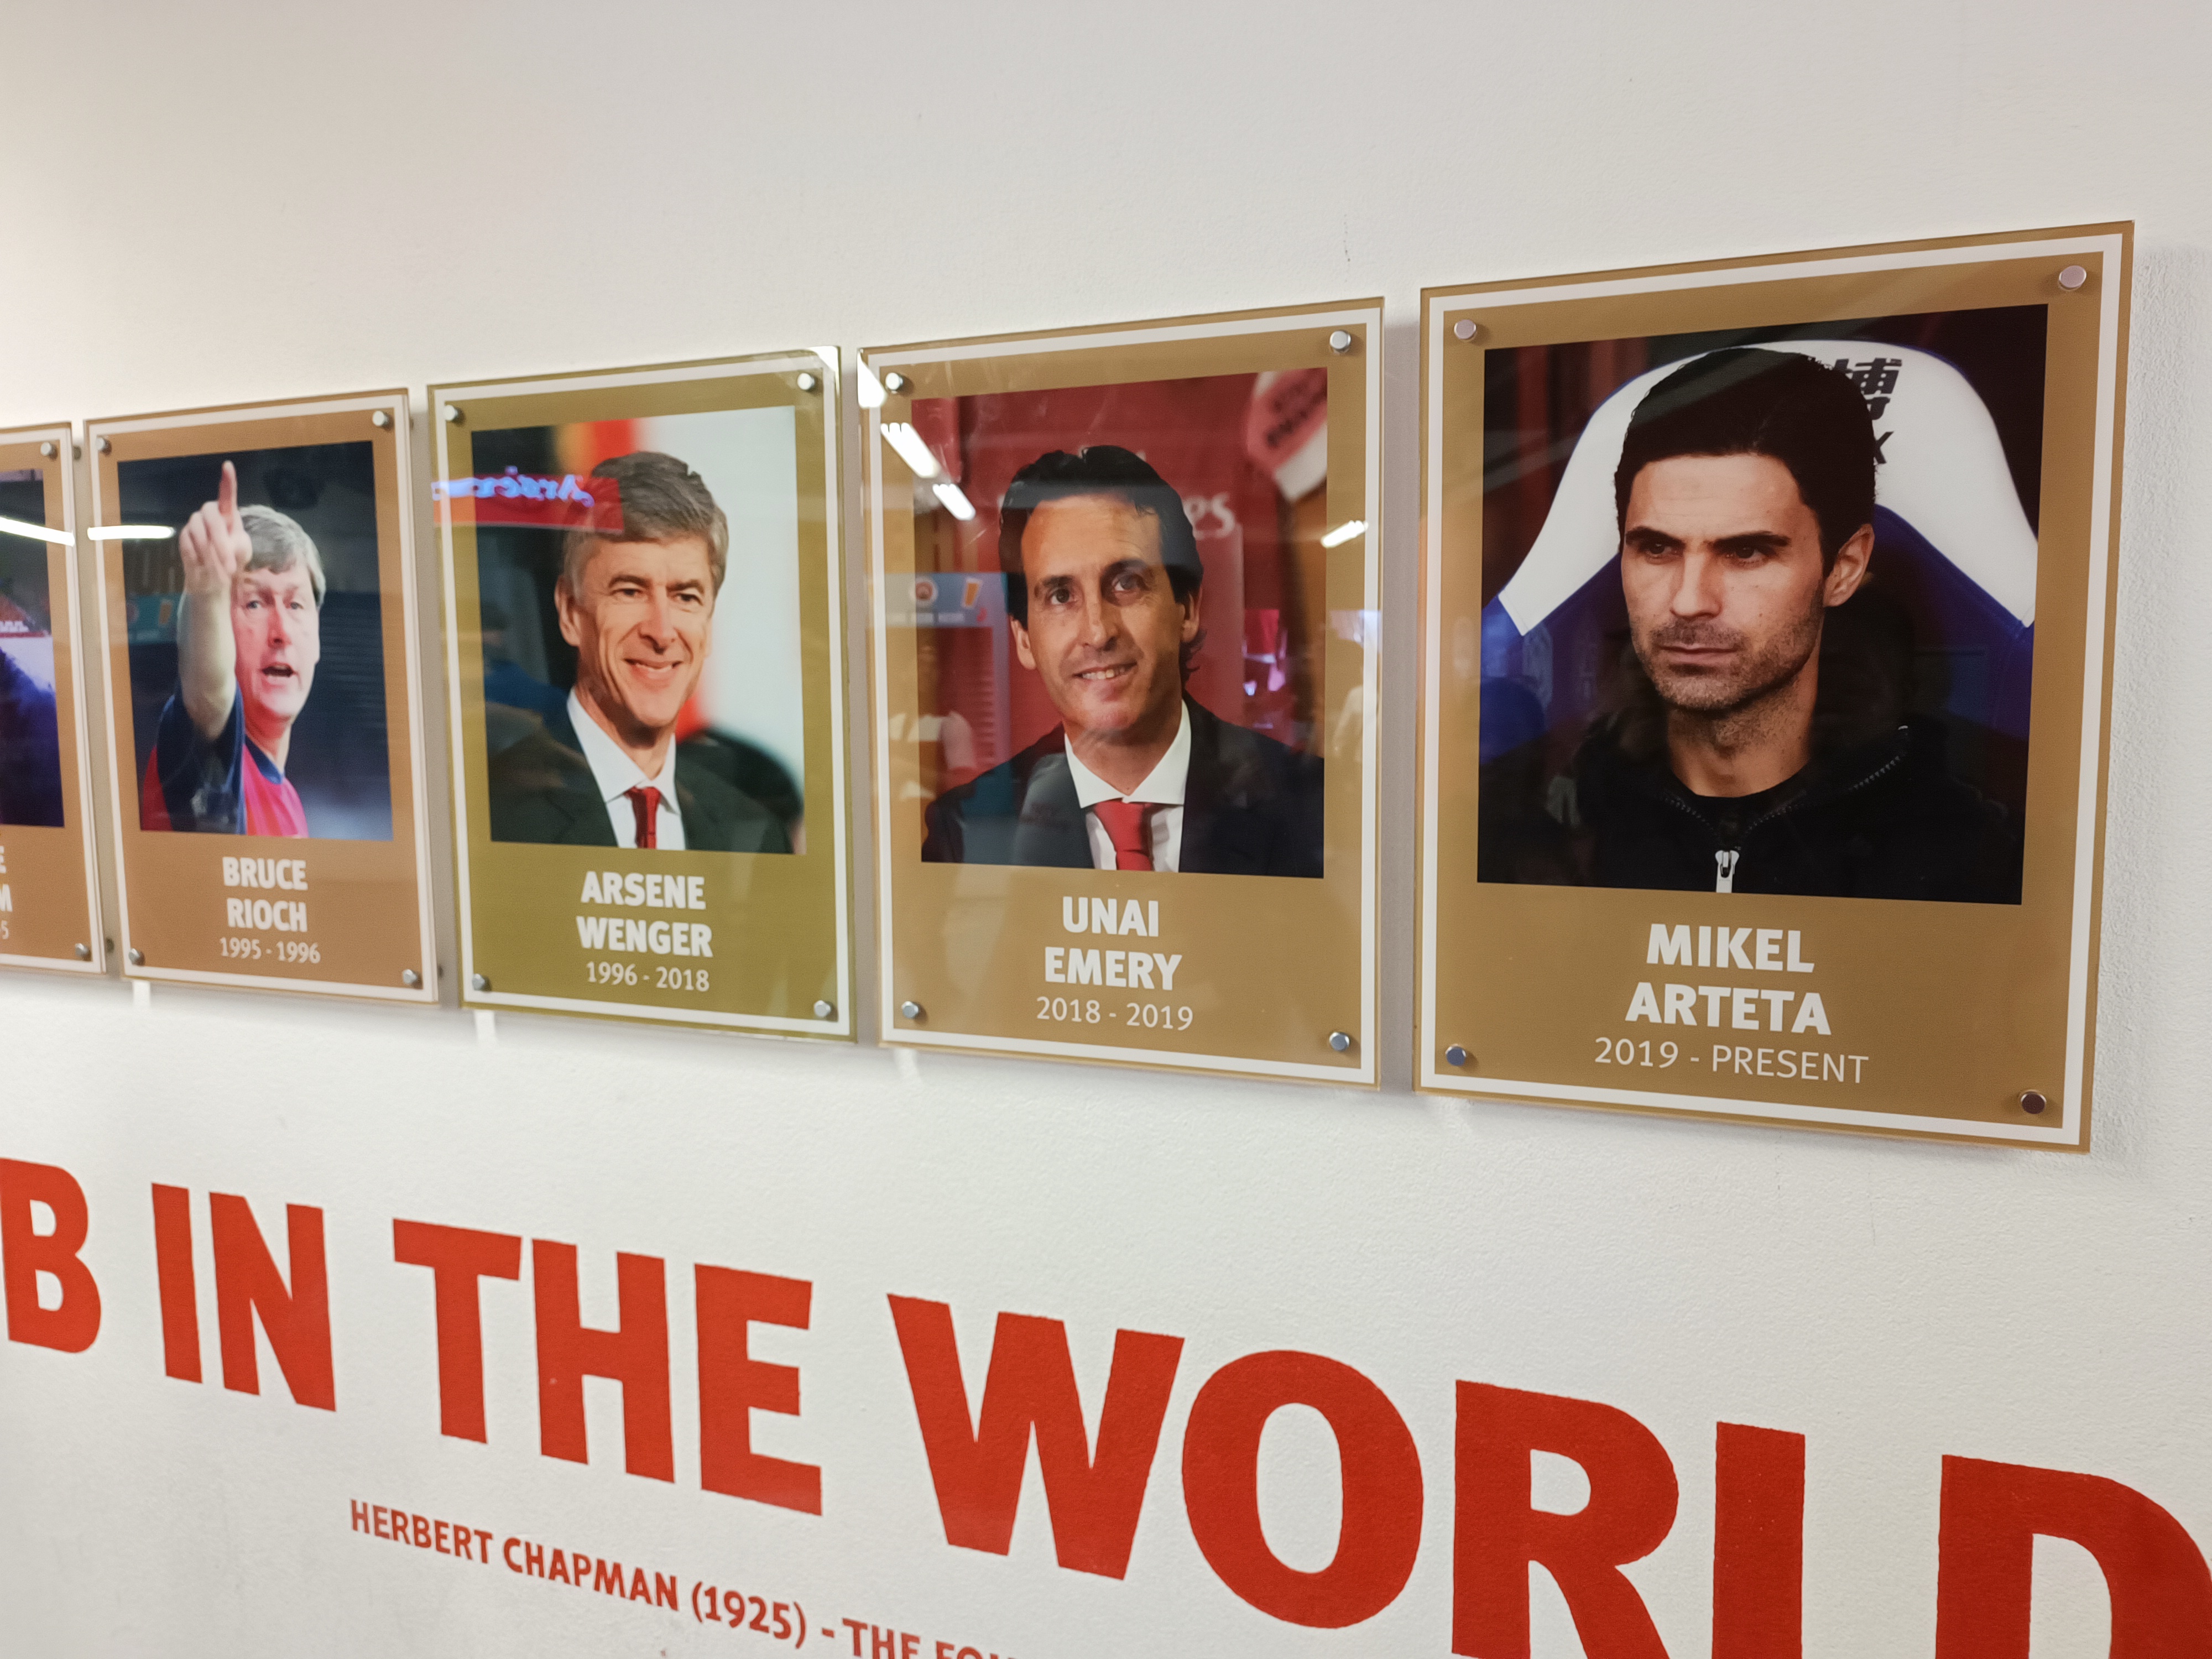 BRUCE
RIOCH
1995 - 1996
ARSENE
WENGER
1996 - 2018
UNAI
EMERY
2018 - 2019
MIKEL
ARTETA
2019 - PRESENT
B IN THE WORLD
HERBERT CHAPMAN (1925) - THE